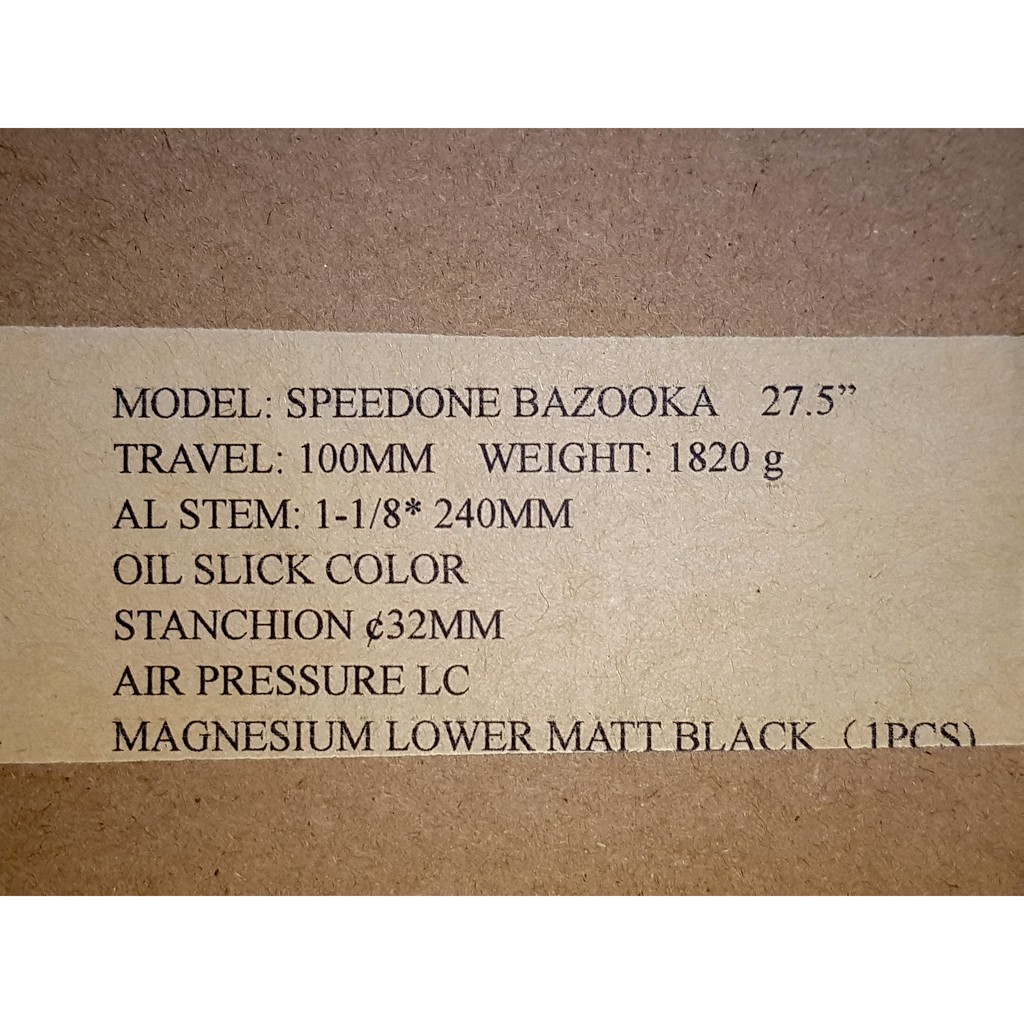 MODEL: SPEEDONE BAZOOKA 27.5”
TRAVEL: 100MM WEIGHT: 1820 g
AL STEM: 1-1/8* 240MM
OIL SLICK COLOR
STANCHION ¢32MM
AIR PRESSURE LC
MAGNESIUM LOWER MATT BLACK（1PCS）